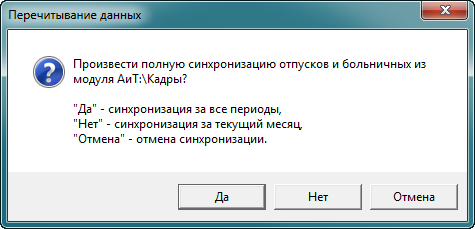 Перечитывание данных
Произвести полную синхронизацию отпусков и больничных из
модуля АиТ:\Кадры?
"Да" - синхронизация за все периоды,
"Нет" - синхронизация за текущий месяц,
"Отмена" - отмена синхронизации.
Да
Нет
Отмена